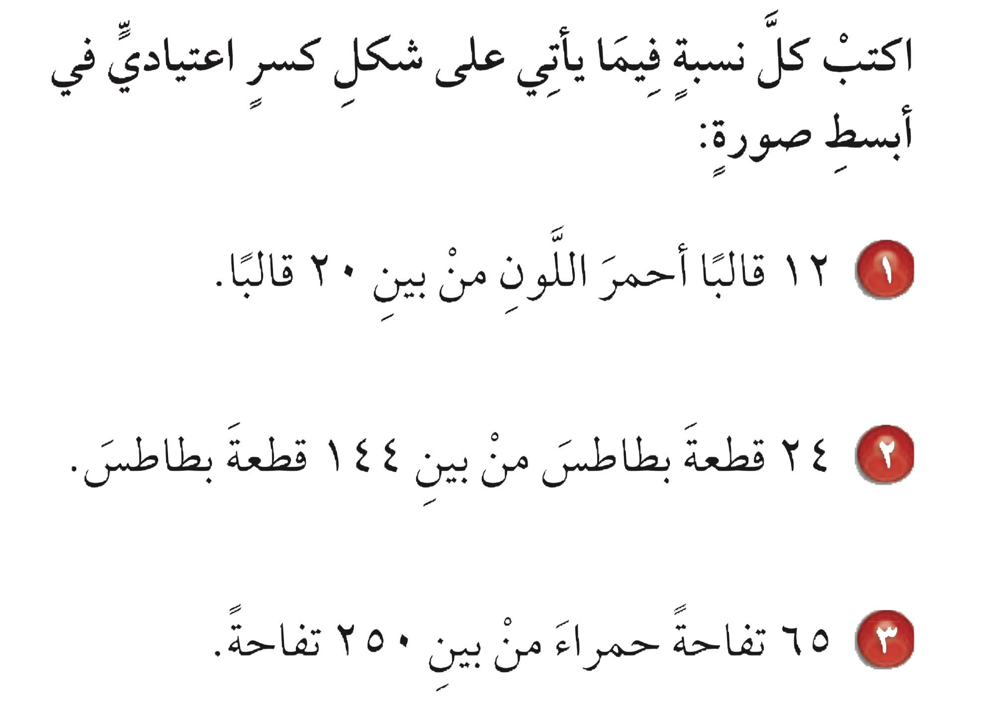 اكتبْ كلَّ نسبةٍ فِيمَا يأتِي على شكلِ كسرٍ اعتياديٍّ في
أبسطِ صورةٍ:
١ ١٢ قالبًا أحمرَ اللَّونِ منْ بينِ ٢٠ قالبًا.
٢ ٢٤ قطعةَ بطاطسَ منْ بينِ ١٤٤ قطعةَ بطاطسَ.
٣ ٦٥ تفاحةً حمراءَ منْ بينِ ٢٥٠ تفاحةً.